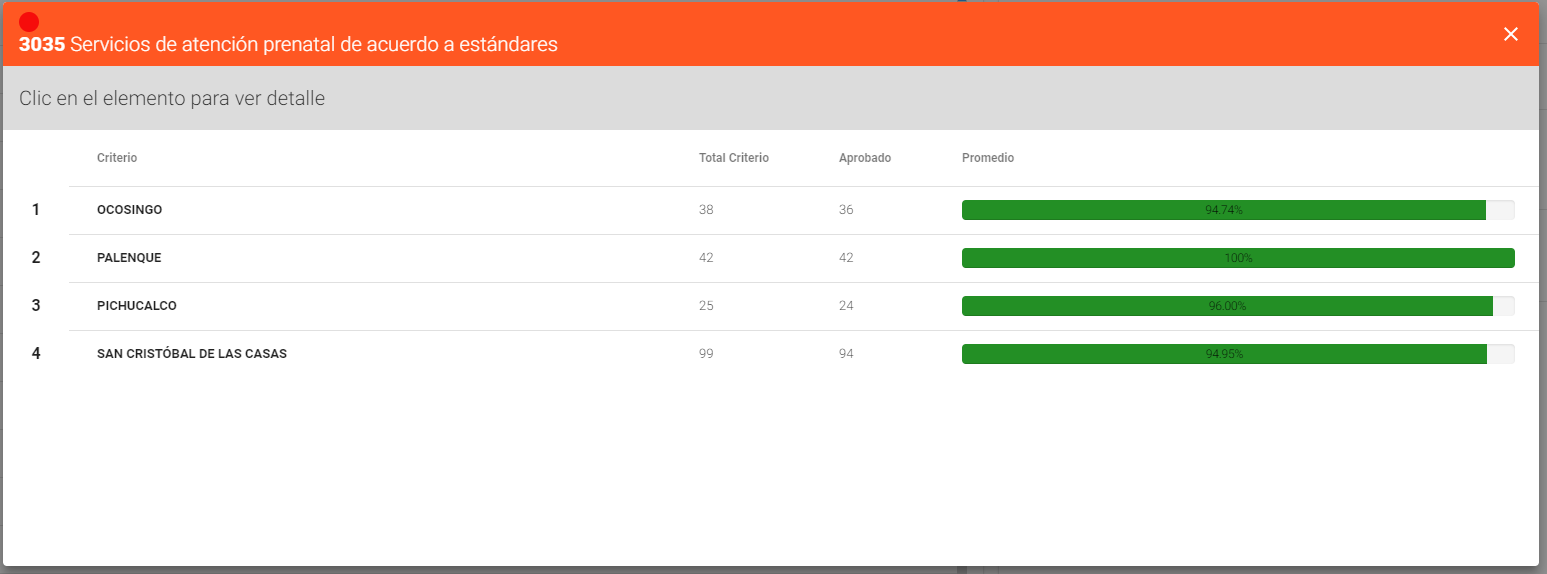 3035 Servicios de atención prenatal de acuerdo a estándares
Clic en el elemento para ver detalle
Criterio Total Criterio Aprobado Promedio
1 OCOSINGO 38 36 94.74%
2 PALENQUE 42 42 100%
3 PICHUCALCO 25 24 96.00%
4 SAN CRISTÓBAL DE LAS CASAS 99 94 94.95%